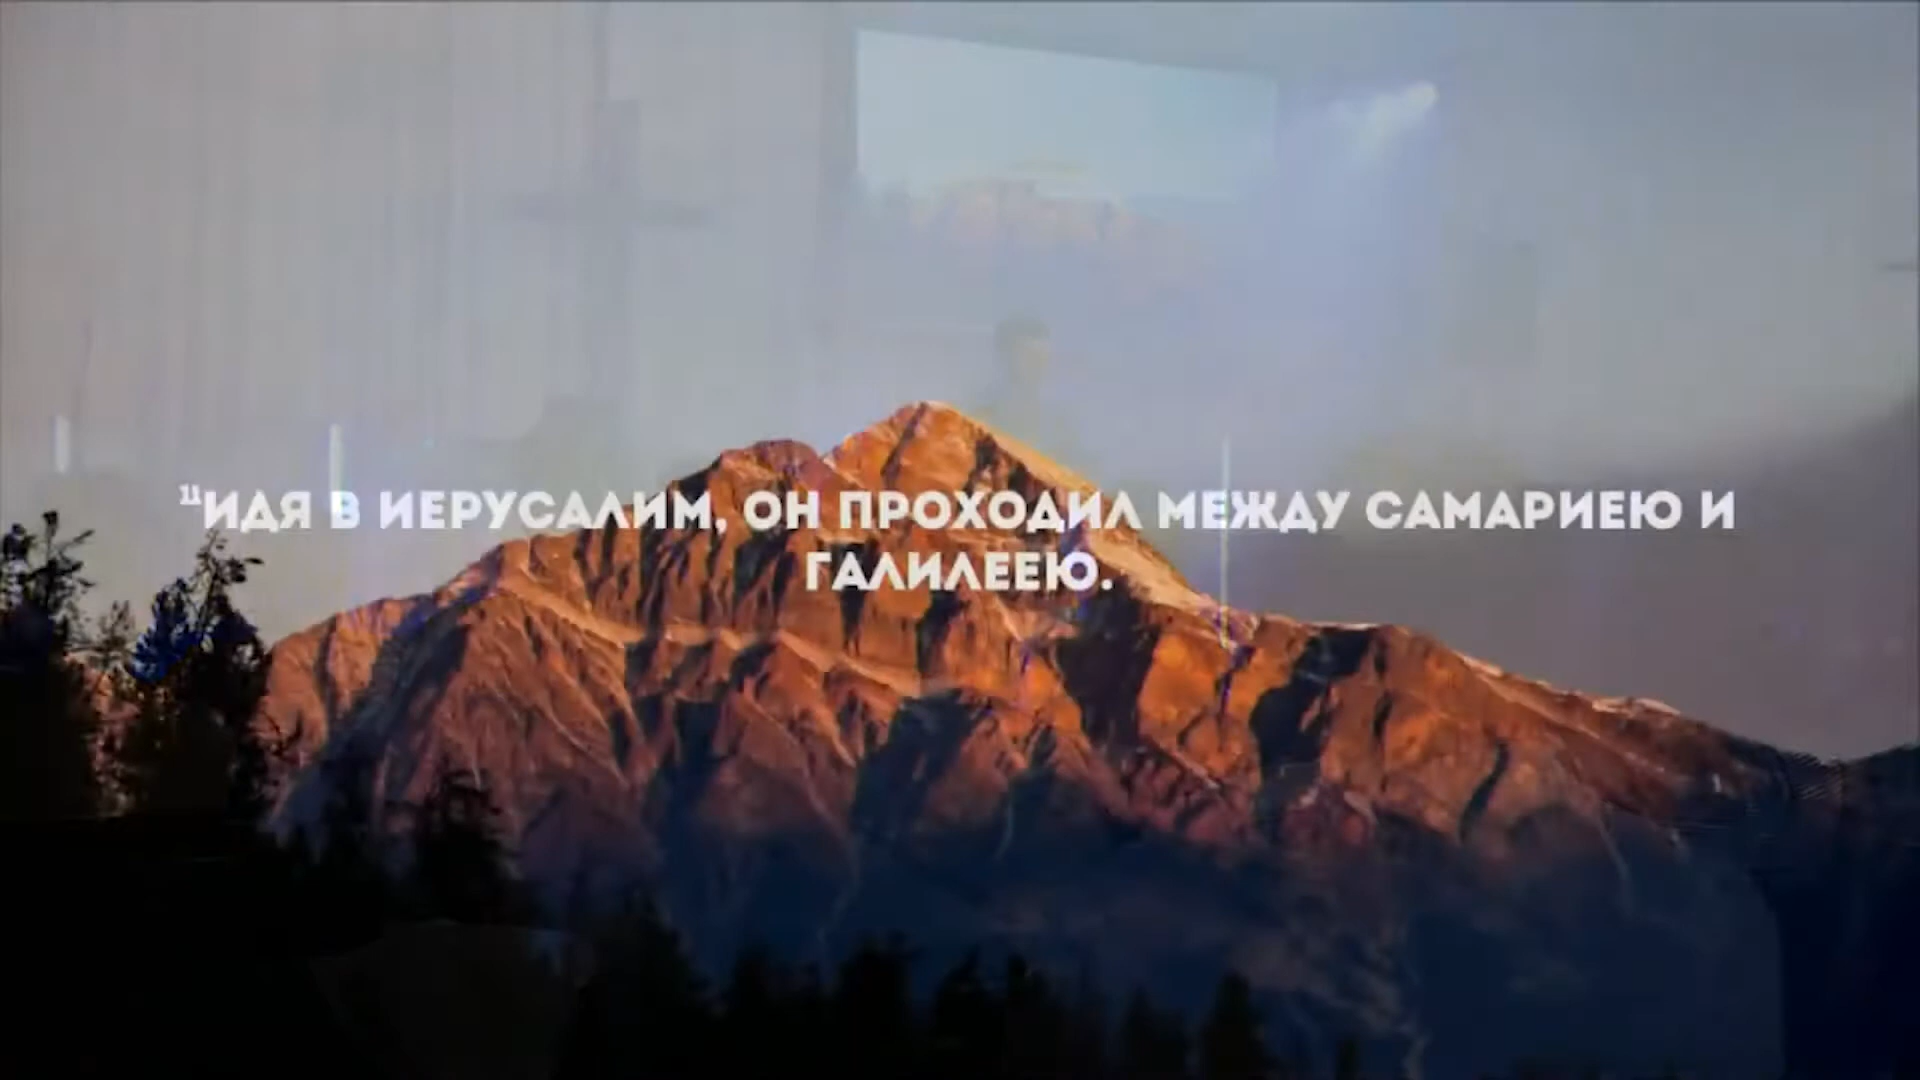 ¹¹ИДЯ В ИЕРУСАЛИМ, ОН ПРОХОДИЛ МЕЖДУ САМАРИЕЮ И
ГАЛИЛЕЕЮ.